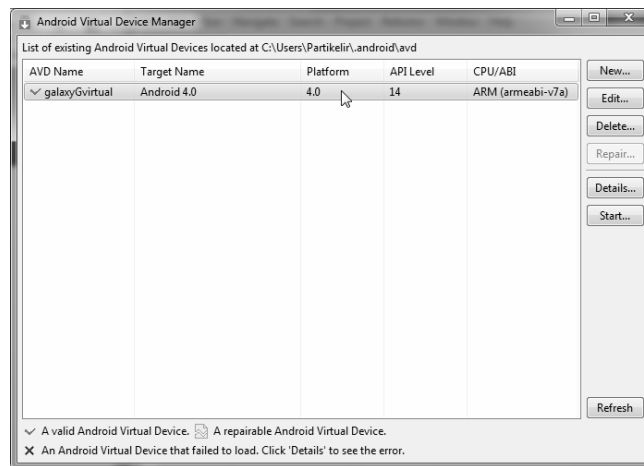 Android Virtual Device Manager
List of existing Android Virtual Devices located at C:\Users\Partikelir\.android\avd
AVD Name Target Name Platform API Level CPU/ABI
galaxyGvirtual Android 4.0 4.0 14 ARM (armeabi-v7a)
New...
Edit...
Delete...
Repair...
Details...
Start...
Refresh
A valid Android Virtual Device. A repairable Android Virtual Device.
An Android Virtual Device that failed to load. Click 'Details' to see the error.